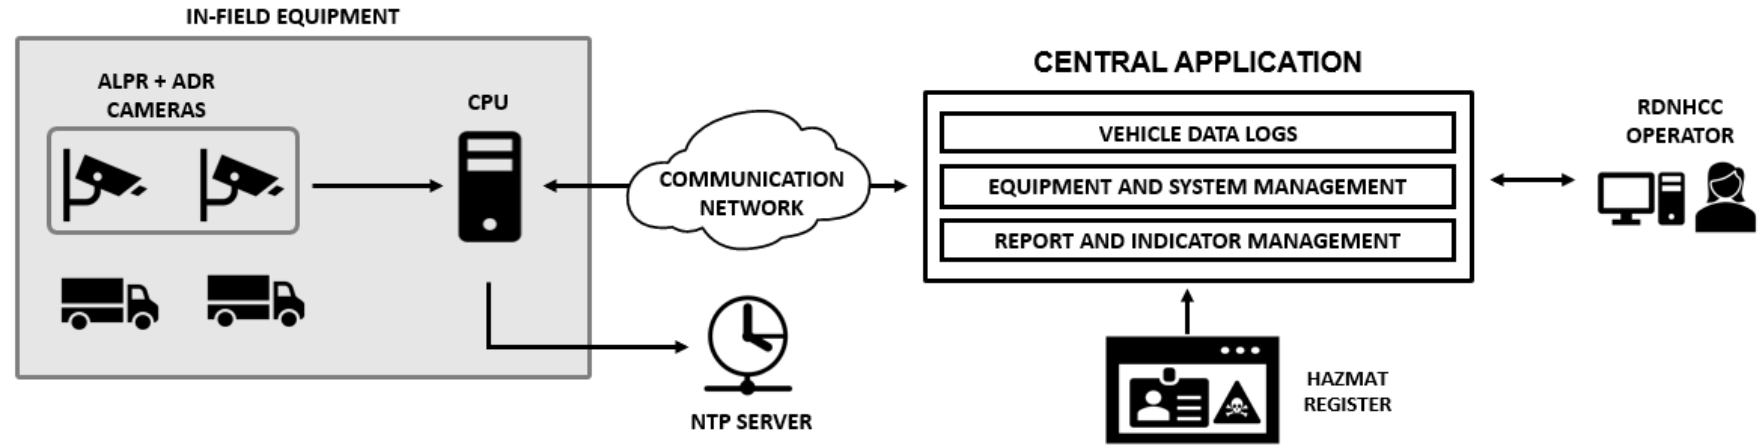 IN-FIELD EQUIPMENT
ALPR + ADR
CAMERAS
CPU
COMMUNICATION
NETWORK
NTP SERVER
CENTRAL APPLICATION
VEHICLE DATA LOGS
EQUIPMENT AND SYSTEM MANAGEMENT
REPORT AND INDICATOR MANAGEMENT
HAZMAT
REGISTER
RDNHCC
OPERATOR